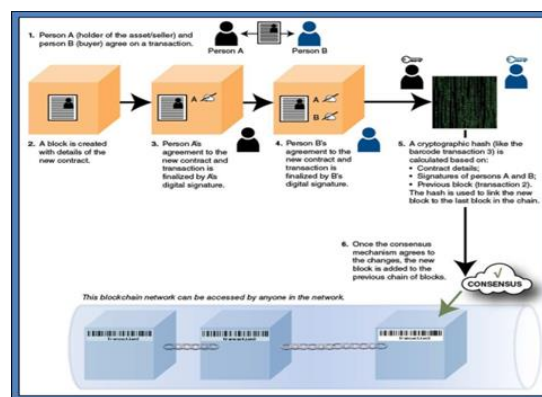 1. Person A (holder of the asset/seller) and
person B (buyer) agree on a transaction.
Person A
Person B
2. A block is created
with details of the
new contract.
A
3. Person A's
agreement to the
new contract and
transaction is
finalized by A's
digital signature.
A
B
4. Person B's
agreement to the
new contract and
transaction is
finalized by B's
digital signature.
5. A cryptographic hash (like the
barcode transaction 3) is
calculated based on:
• Contract details;
• Signatures of persons A and B;
• Previous block (transaction 2).
The hash is used to link the new
block to the last block in the chain.
6. Once the consensus
mechanism agrees to
the changes, the new
block is added to the
previous chain of blocks.
CONSENSUS
This blockchain network can be accessed by anyone in the network.